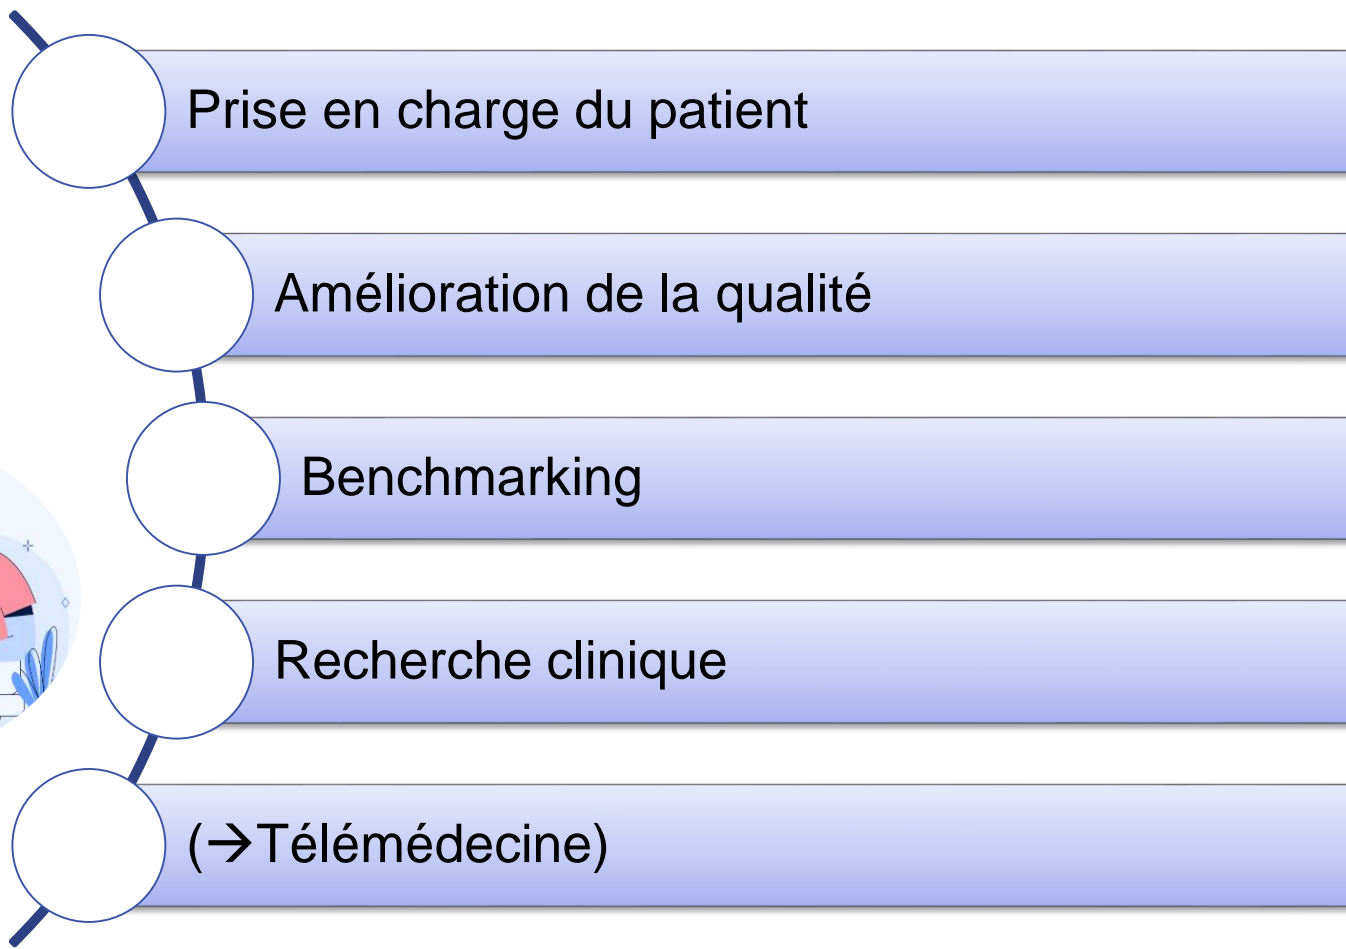 Prise en charge du patient
Amélioration de la qualité
Benchmarking
Recherche clinique
(→Télémédecine)